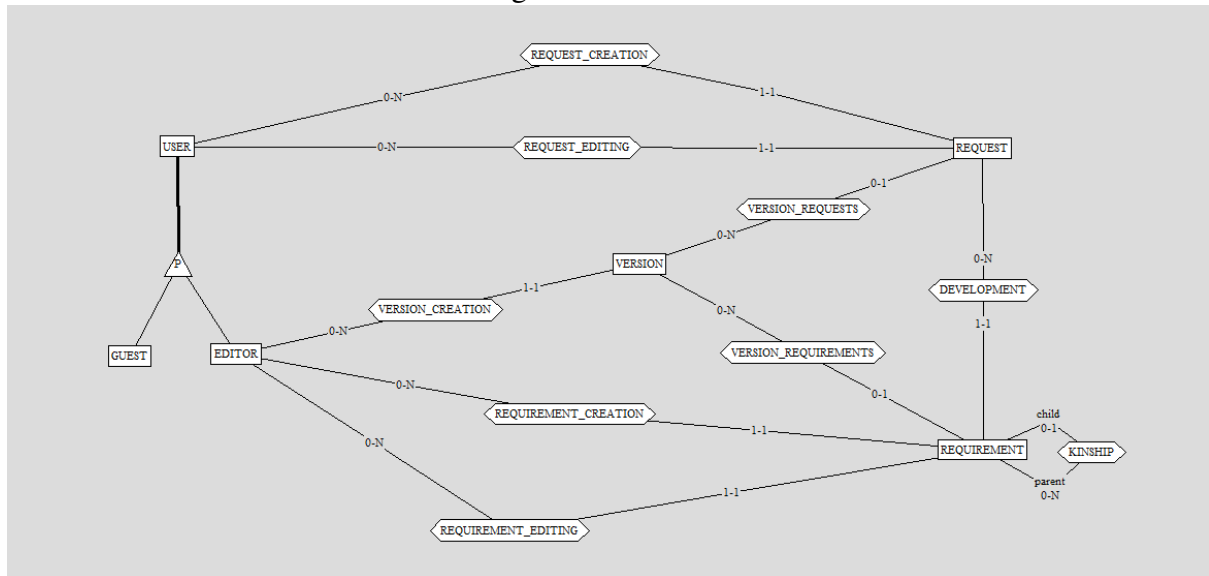 REQUEST_CREATION
0-N
1-1
USER
0-N
REQUEST_EDITING
1-1
REQUEST
0-1
VERSION_REQUESTS
0-N
P
VERSION
0-N
1-1
DEVELOPMENT
VERSION_CREATION
0-N
1-1
0-N
GUEST
EDITOR
VERSION_REQUIREMENTS
0-N
0-1
REQUIREMENT_CREATION
child
0-1
1-1
0-N
REQUIREMENT
KINSHIP
parent
0-N
1-1
REQUIREMENT_EDITING